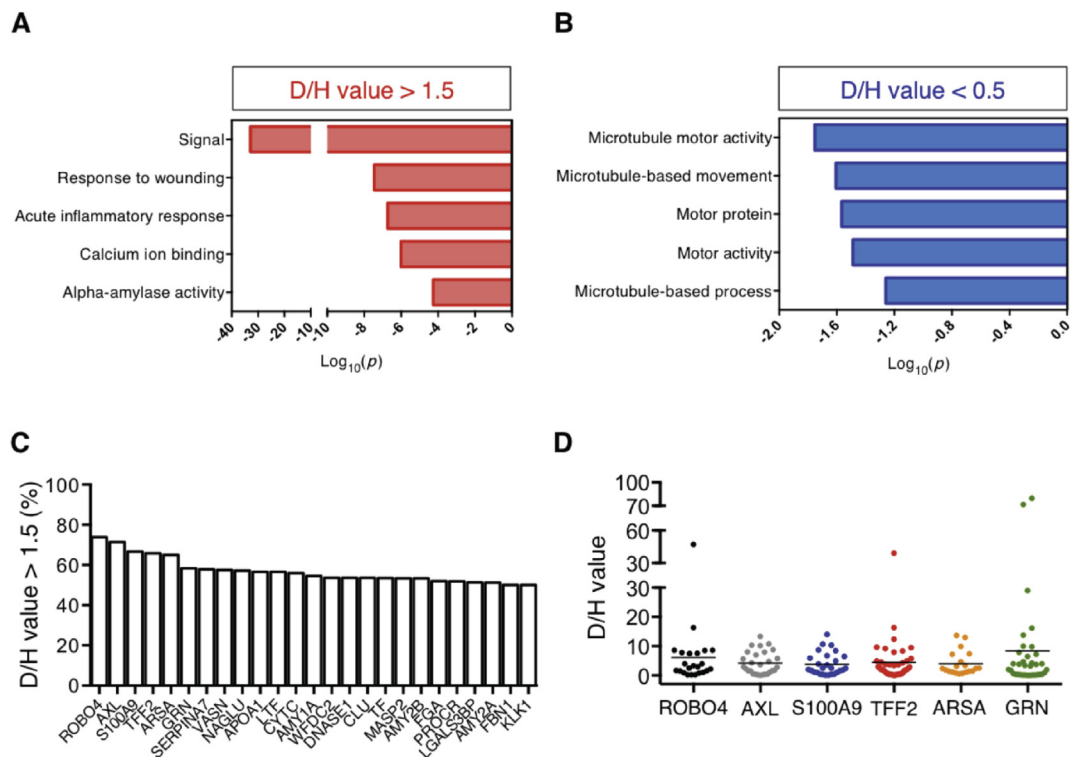 A
D/H value > 1.5
Signal
Response to wounding
Acute inflammatory response
Calcium ion binding
Alpha-amylase activity
-40 -30 -20 -10 -10 -8 -6 -4 -2 0
Log10(p)
B
D/H value < 0.5
Microtubule motor activity
Microtubule-based movement
Motor protein
Motor activity
Microtubule-based process
-2.0 -1.6 -1.2 -0.8 -0.4 0.0
Log10(p)
C
D/H value > 1.5 (%)
100
80
60
40
20
0
ROBO4 AXL S100A9 TFF2 ARSA GRN SERPINA7 VASN NAGLU APOA1 LTF CYTC AMY1A WFDC2 DNASE1 CLU TF MASP2 AMY2B EGA PROCR LGALS3BP AMY2A FBN1 KLK1
D
D/H value
100
70
60
30
30
20
10
0
ROBO4 AXL S100A9 TFF2 ARSA GRN